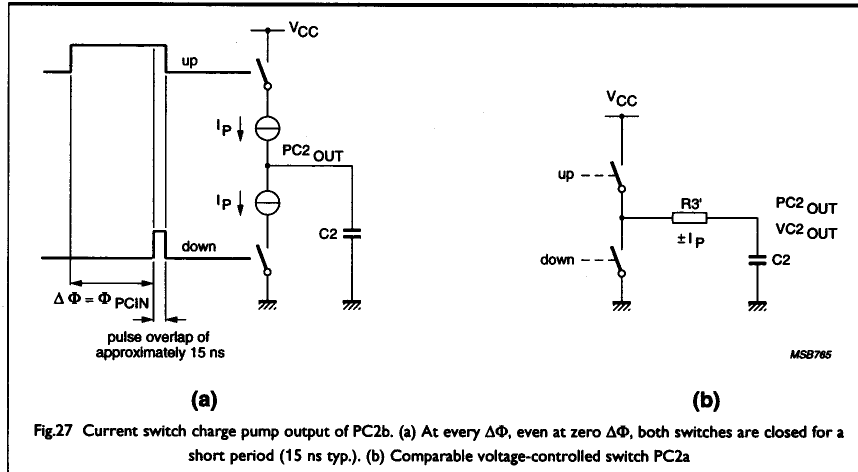 VCC
up
IP
PC2OUT
IP
C2
down
ΔΦ = ΦPCIN
pulse overlap of
approximately 15 ns
(a)
VCC
up
R3'
±IP
PC2OUT
VC2OUT
C2
down
MSB765
(b)
Fig.27 Current switch charge pump output of PC2b. (a) At every ΔΦ, even at zero ΔΦ, both switches are closed for a
short period (15 ns typ.). (b) Comparable voltage-controlled switch PC2a